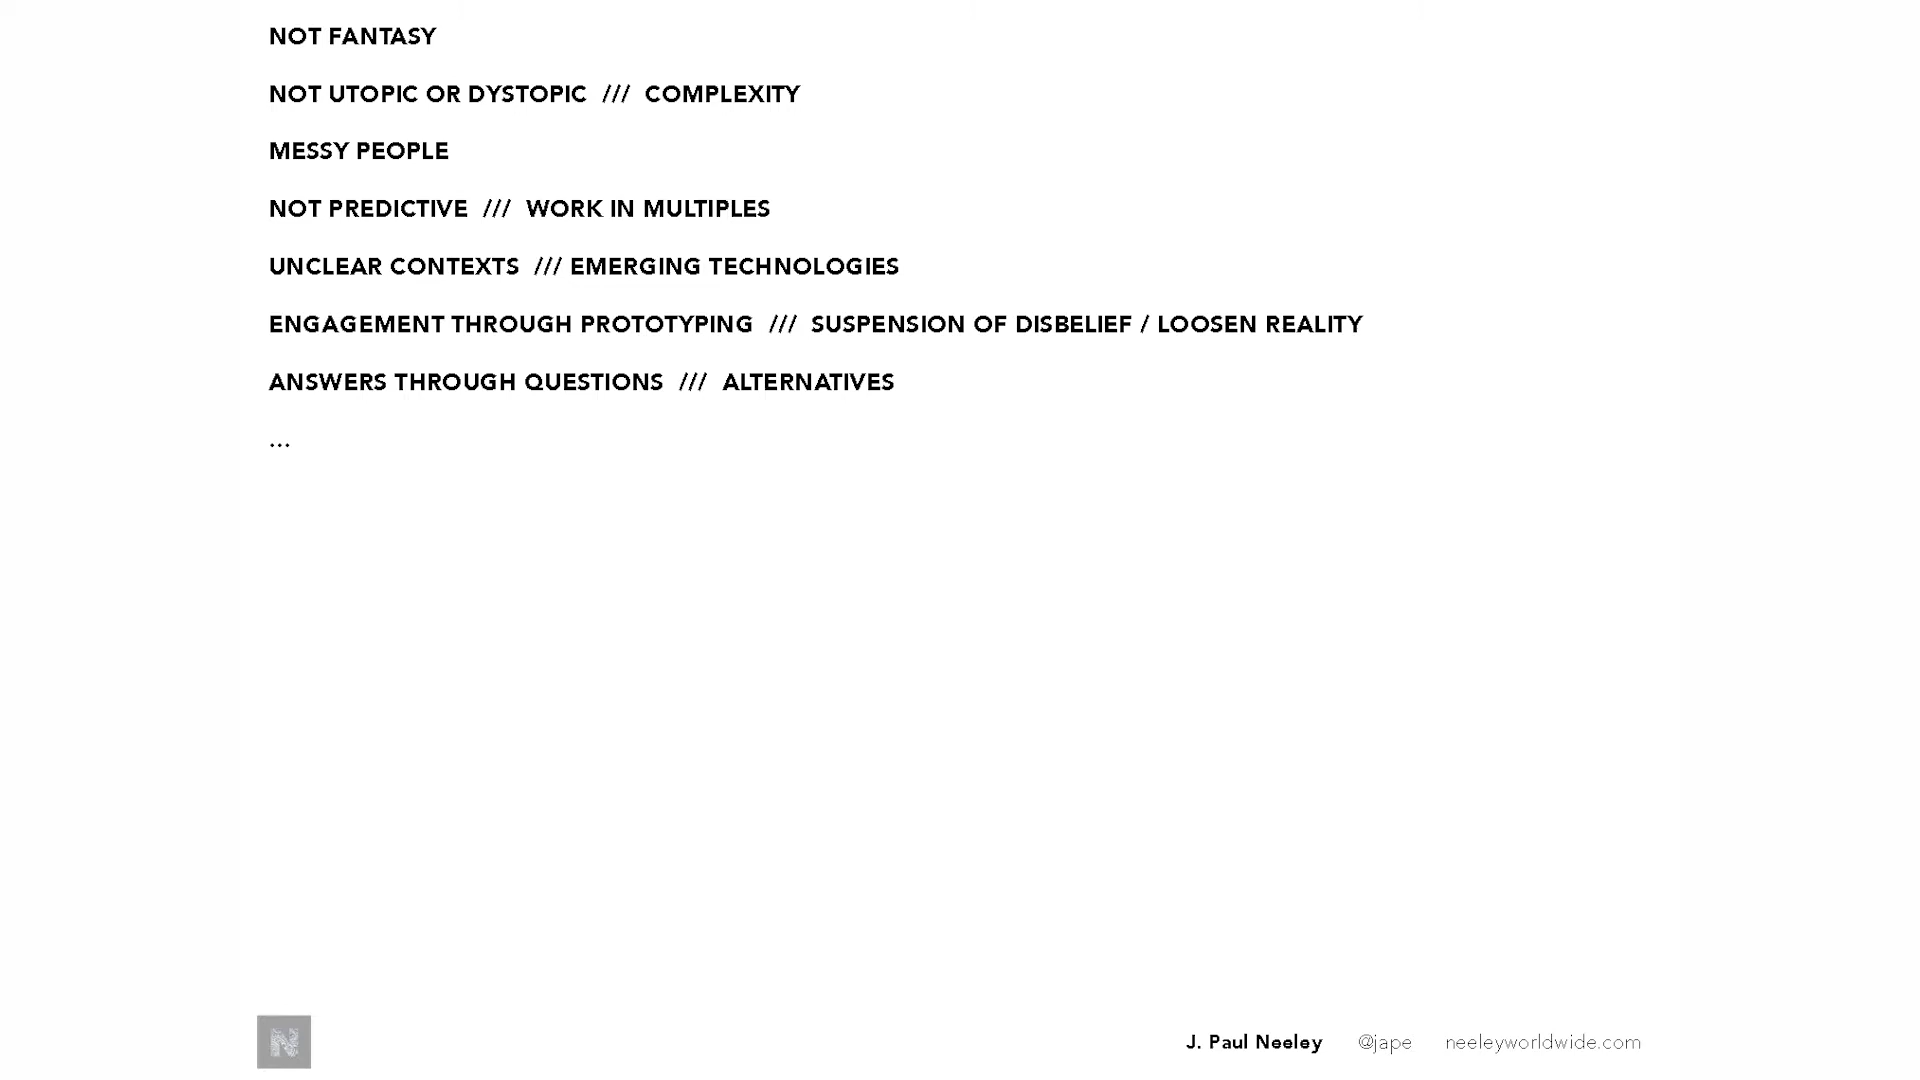 NOT FANTASY
NOT UTOPIC OR DYSTOPIC /// COMPLEXITY
MESSY PEOPLE
NOT PREDICTIVE /// WORK IN MULTIPLES
UNCLEAR CONTEXTS /// EMERGING TECHNOLOGIES
ENGAGEMENT THROUGH PROTOTYPING /// SUSPENSION OF DISBELIEF / LOOSEN REALITY
ANSWERS THROUGH QUESTIONS /// ALTERNATIVES
...
N
J. Paul Neeley @jape neeleyworldwide.com